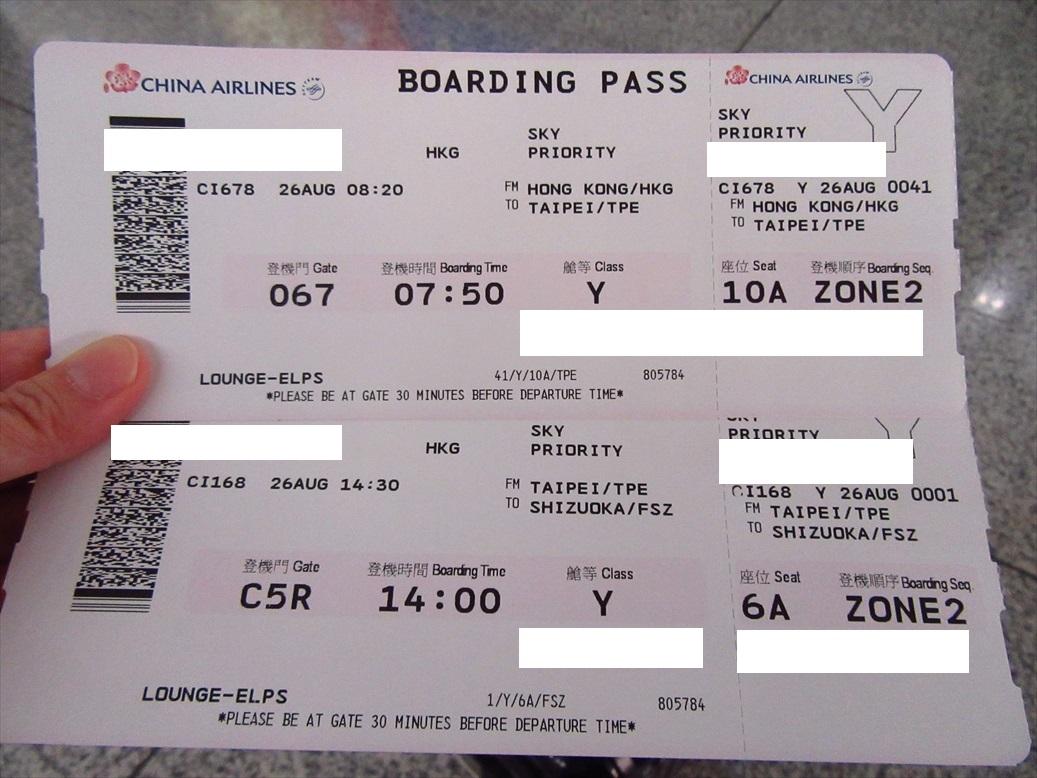 CHINA AIRLINES BOARDING PASS CHINA AIRLINES
Y
SKY SKY
HKG PRIORITY PRIORITY
CI678 26AUG 08:20 FM HONG KONG/HKG CI678 Y 26AUG 0041
TO TAIPEI/TPE FM HONG KONG/HKG
TO TAIPEI/TPE
登機門 Gate 登機時間 Boarding Time 艙等 Class 座位 Seat 登機順序 Boarding Seq.
067 07:50 Y 10A ZONE2
LOUNGE-ELPS 41/Y/10A/TPE 805784
*PLEASE BE AT GATE 30 MINUTES BEFORE DEPARTURE TIME*
SKY SKY
HKG PRIORITY PRIORITY
Y
CI168 26AUG 14:30 FM TAIPEI/TPE CI168 Y 26AUG 0001
TO SHIZUOKA/FSZ FM TAIPEI/TPE
TO SHIZUOKA/FSZ
登機門 Gate 登機時間 Boarding Time 艙等 Class 座位 Seat 登機順序 Boarding Seq.
C5R 14:00 Y 6A ZONE2
LOUNGE-ELPS 1/Y/6A/FSZ 805784
*PLEASE BE AT GATE 30 MINUTES BEFORE DEPARTURE TIME*